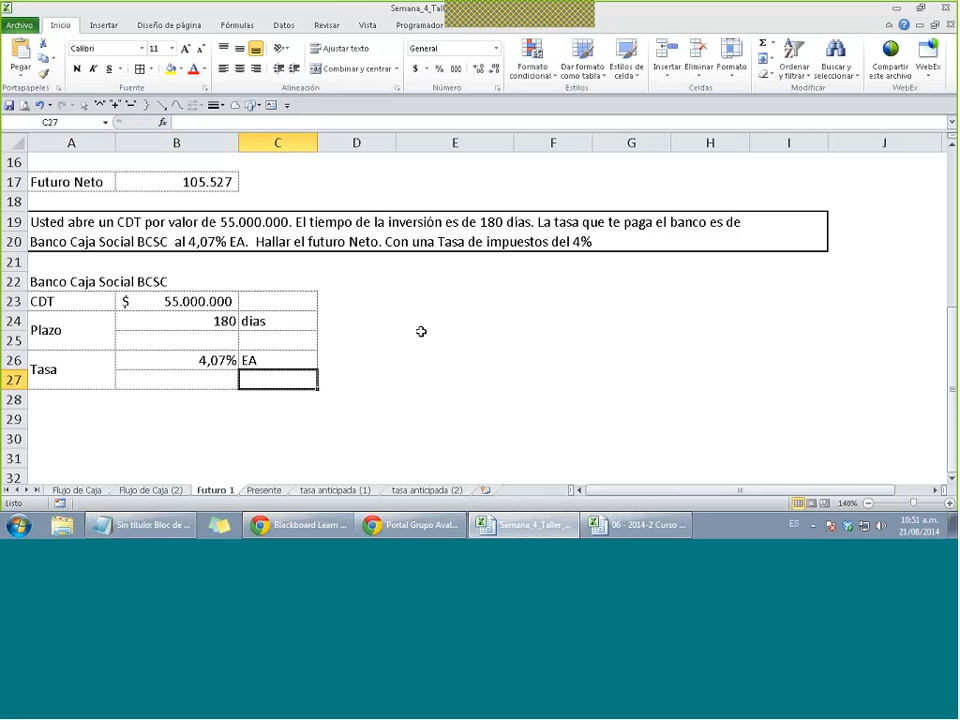 Semana_4_Tall
Archivo Inicio Insertar Diseño de página Fórmulas Datos Revisar Vista Programador
Pegar
Calibri 11
N K S
Ajustar texto
Combinar y centrar
General
$ % 000
Formato condicional
Dar formato como tabla
Estilos de celda
Insertar Eliminar Formato
Ordenar y filtrar
Buscar y seleccionar
Compartir este archivo
WebEx
Portapapeles Fuente Alineación Número Estilos Celdas Modificar WebEx
C27 fx
A B C D E F G H I J
16
17 Futuro Neto 105.527
18
19 Usted abre un CDT por valor de 55.000.000. El tiempo de la inversión es de 180 días. La tasa que te paga el banco es de
20 Banco Caja Social BCSC al 4,07% EA. Hallar el futuro Neto. Con una Tasa de impuestos del 4%
21
22 Banco Caja Social BCSC
23 CDT $ 55.000.000
24 180 dias
Plazo
25
26 4,07% EA
Tasa
27
28
29
30
31
32
Flujo de Caja Flujo de Caja (2) Futuro 1 Presente tasa anticipada (1) tasa anticipada (2)
Listo 140%
Sin título: Bloc de ... Blackboard Learn ... Portal Grupo Aval... Semana_4_Taller_... 06 - 2014-2 Curso ... ES 10:51 a.m.
21/08/2014